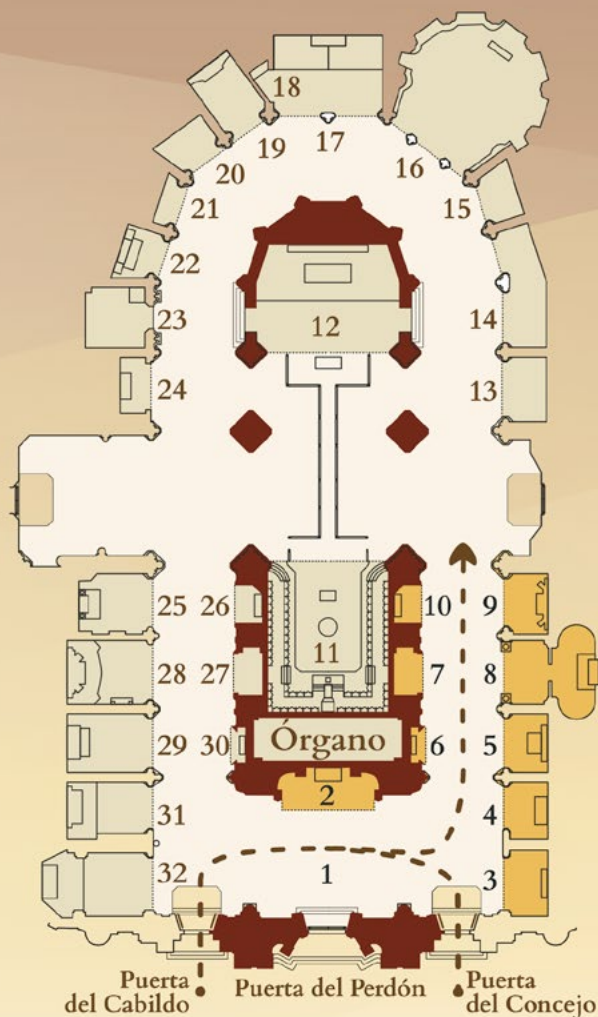 18
19 17
16
20
15
21
22
12
23 14
24 13
25 26 10 9
11
28 27 7 8
29 30 Órgano 6 5
2
31 4
32 1 3
Puerta
del Cabildo
Puerta del Perdón
Puerta
del Concejo